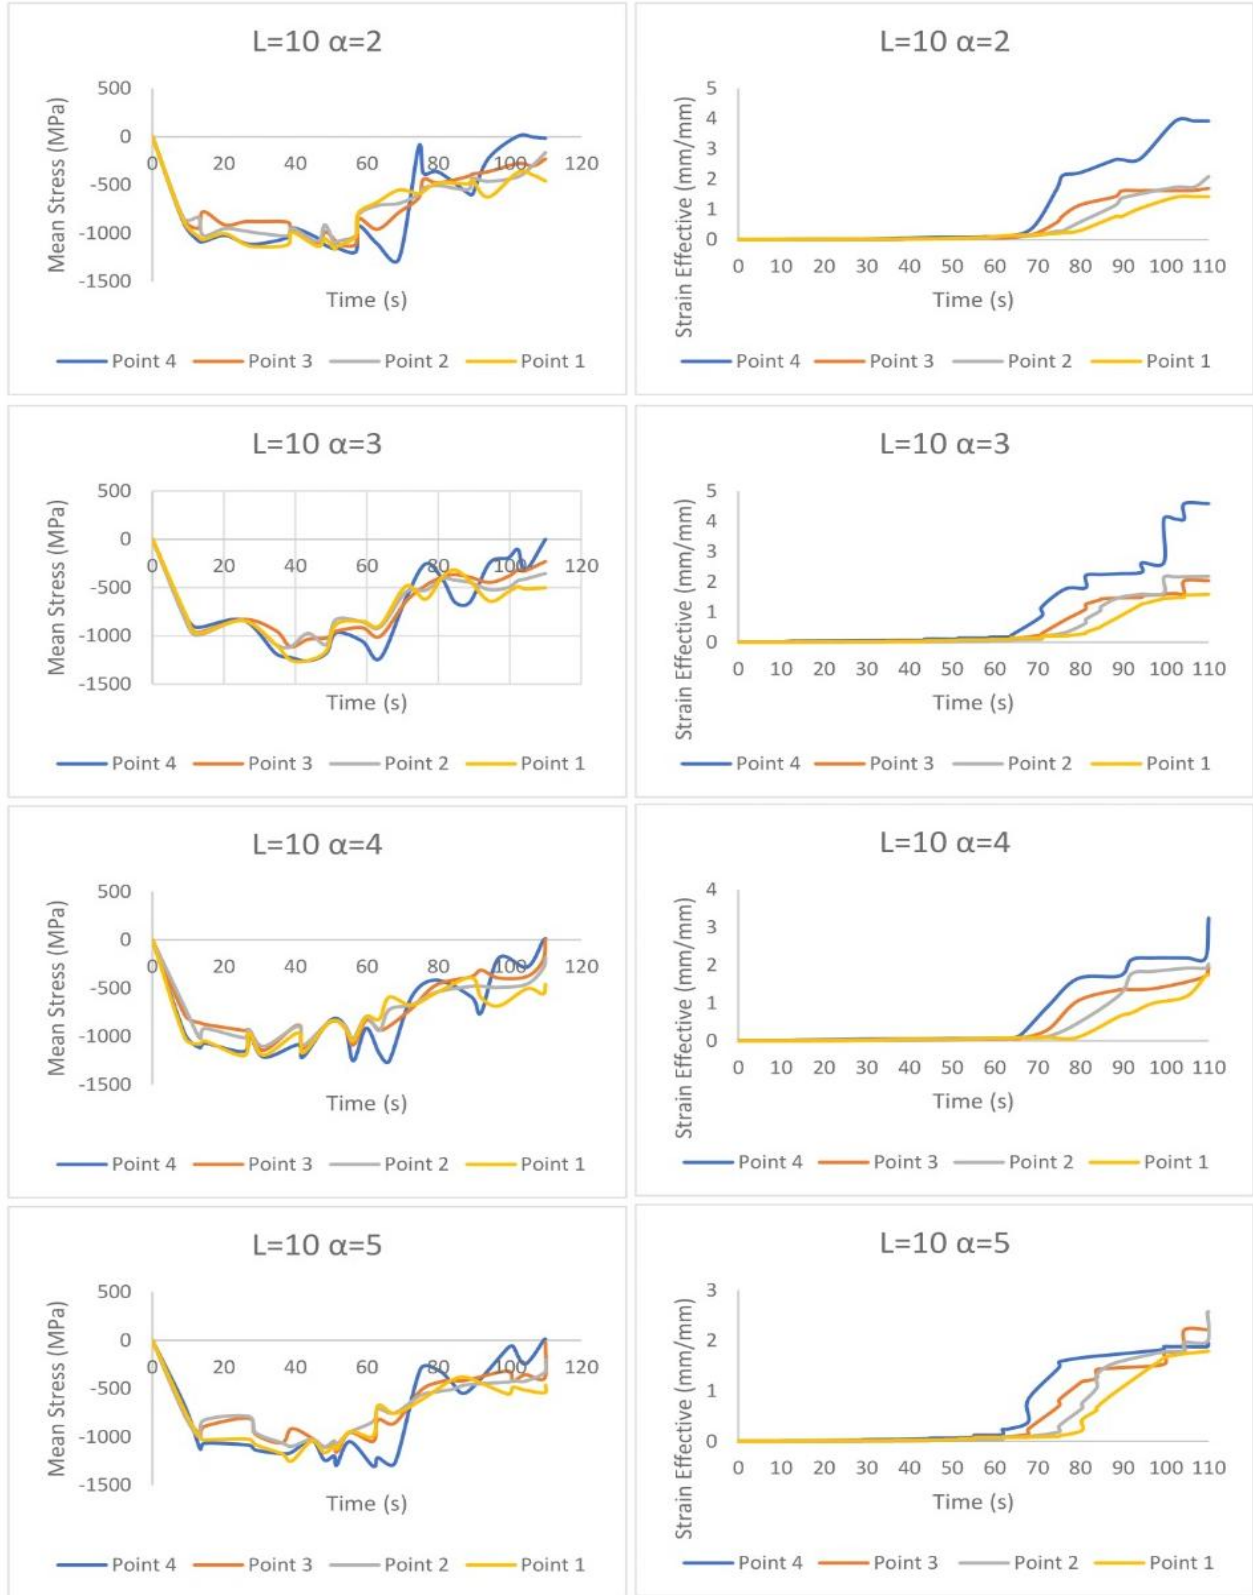 L=10 α=2
Mean Stress (MPa)
500
0
-500
-1000
-1500
0 20 40 60 80 100 120
Time (s)
Point 4 Point 3 Point 2 Point 1
L=10 α=2
Strain Effective (mm/mm)
5
4
3
2
1
0
0 10 20 30 40 50 60 70 80 90 100 110
Time (s)
Point 4 Point 3 Point 2 Point 1
L=10 α=3
Mean Stress (MPa)
500
0
-500
-1000
-1500
0 20 40 60 80 100 120
Time (s)
Point 4 Point 3 Point 2 Point 1
L=10 α=3
Strain Effective (mm/mm)
5
4
3
2
1
0
0 10 20 30 40 50 60 70 80 90 100 110
Time (s)
Point 4 Point 3 Point 2 Point 1
L=10 α=4
Mean Stress (MPa)
500
0
-500
-1000
-1500
0 20 40 60 80 100 120
Time (s)
Point 4 Point 3 Point 2 Point 1
L=10 α=4
Strain Effective (mm/mm)
4
3
2
1
0
0 10 20 30 40 50 60 70 80 90 100 110
Time (s)
Point 4 Point 3 Point 2 Point 1
L=10 α=5
Mean Stress (MPa)
500
0
-500
-1000
-1500
0 20 40 60 80 100 120
Time (s)
Point 4 Point 3 Point 2 Point 1
L=10 α=5
Strain Effective (mm/mm)
3
2
1
0
0 10 20 30 40 50 60 70 80 90 100 110
Time (s)
Point 4 Point 3 Point 2 Point 1